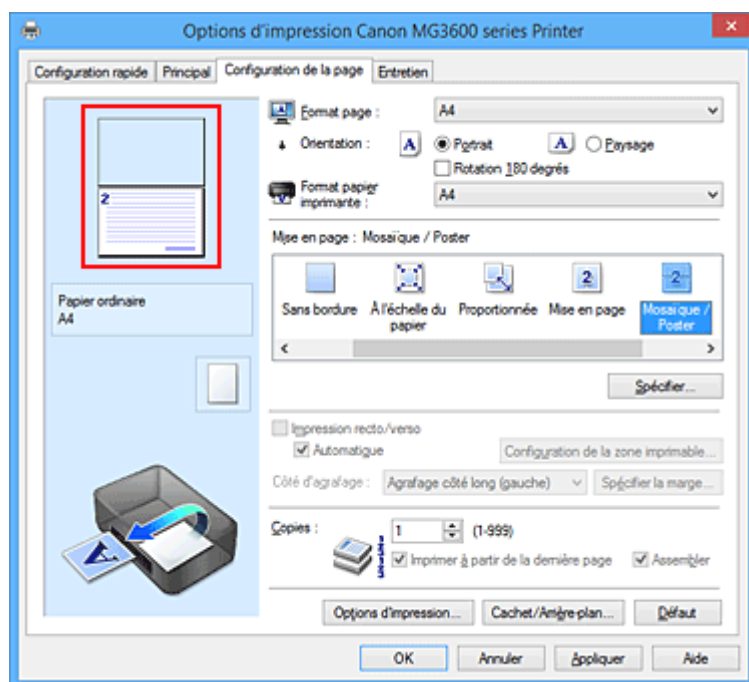 Options d'impression Canon MG3600 series Printer
Configuration rapide Principal Configuration de la page Entretien
Format page : A4
Orientation : A Portrait A Paysage
Rotation 180 degrés
Format papier
imprimante : A4
2
Mise en page : Mosaïque / Poster
2 2
Sans bordure À l'échelle du Proportionnée Mise en page Mosaïque /
papier Poster
Papier ordinaire
A4
Spécifier...
Impression recto/verso
Automatique Configuration de la zone imprimable...
Côté d'agrafage : Agrafage côté long (gauche) Spécifier la marge...
Copies : 1 (1-999)
Imprimer à partir de la dernière page Assembler
A
Options d'impression... Cachet/Arrière-plan... Défaut
OK Annuler Appliquer Aide